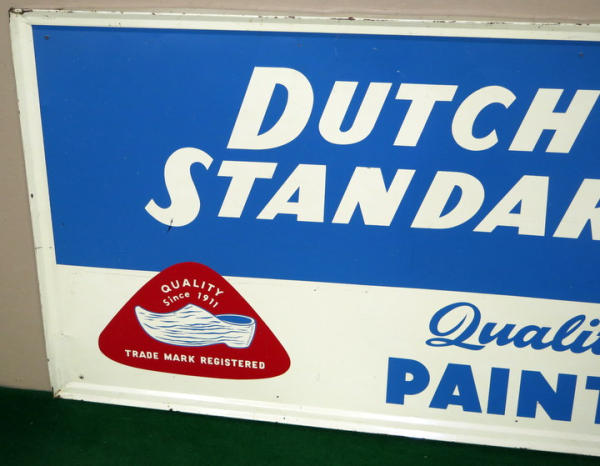 DUTCH
STANDAR
QUALITY
Since 1911
TRADE MARK REGISTERED
Quali
PAINT